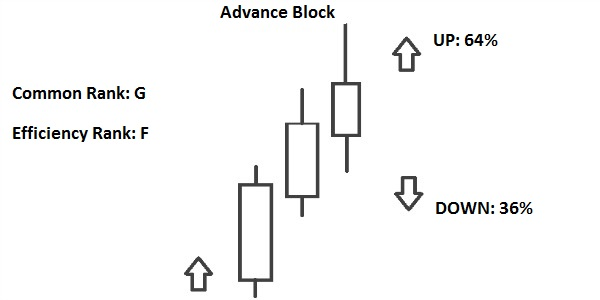 Advance Block
UP: 64%
Common Rank: G
Efficiency Rank: F
DOWN: 36%